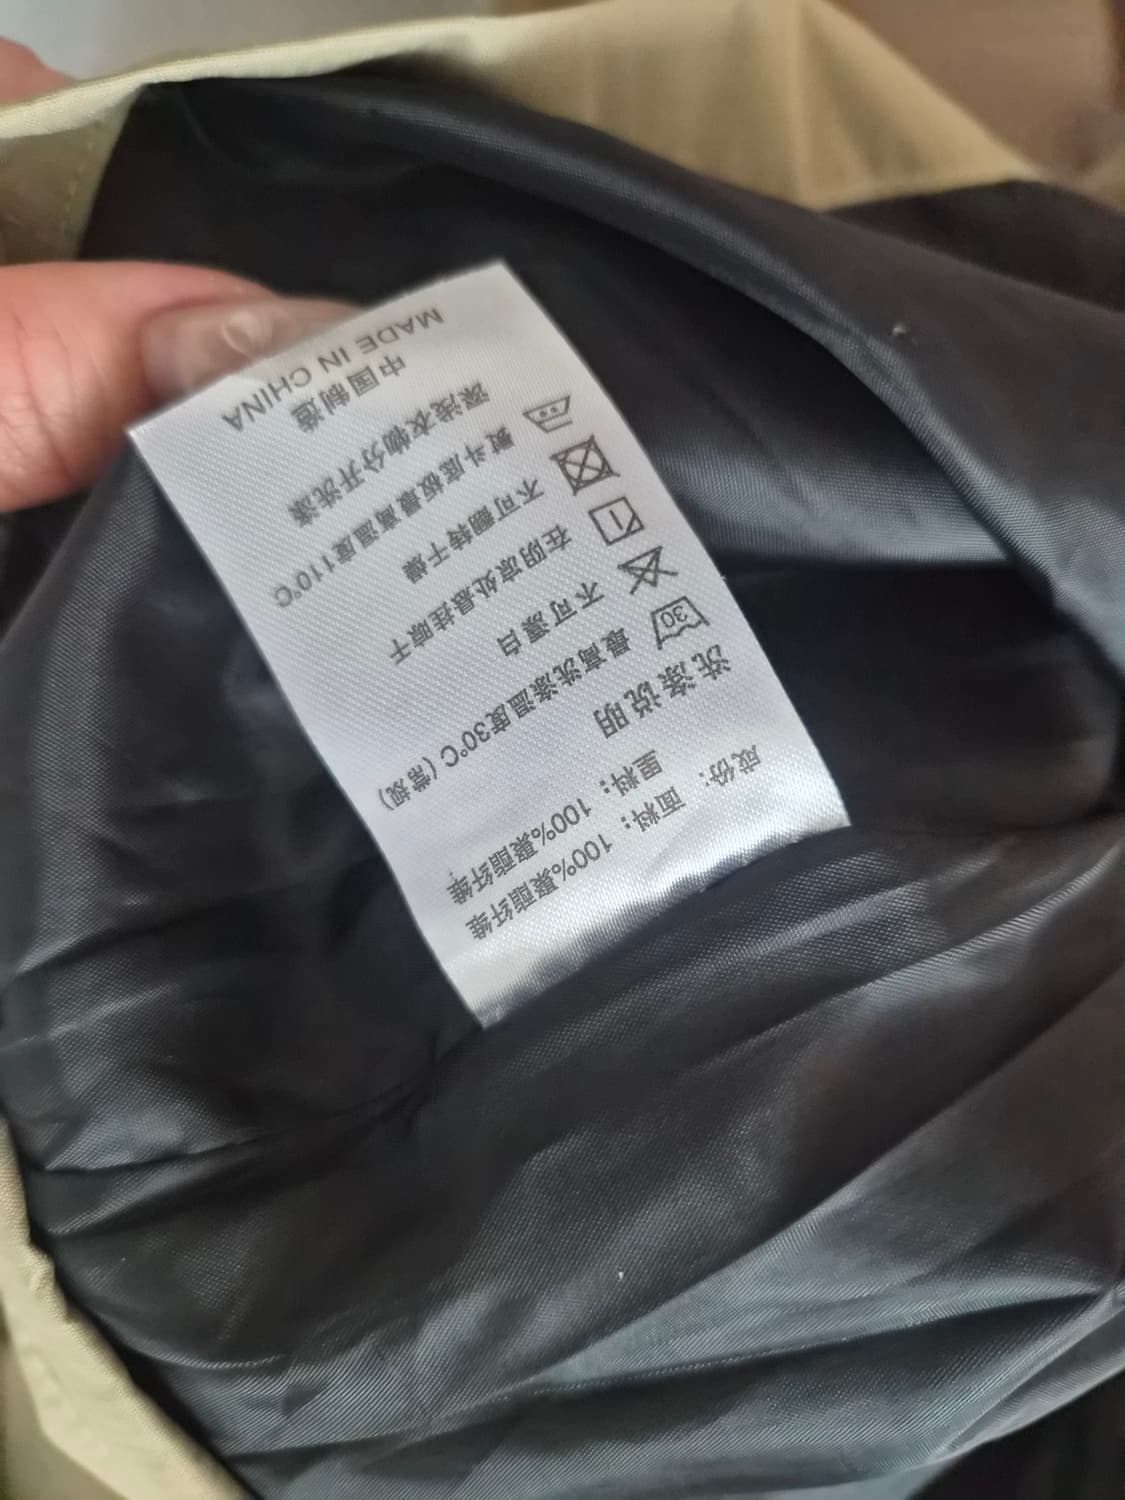 成份：面料：100%聚酯纤维
里料：100%聚酯纤维
洗涤说明
30 最高洗涤温度30℃（常规）
不可漂白
在阴凉处悬挂晾干
不可翻转干燥
熨斗底板最高温度110℃
深浅衣物分开洗涤
中国制造
MADE IN CHINA